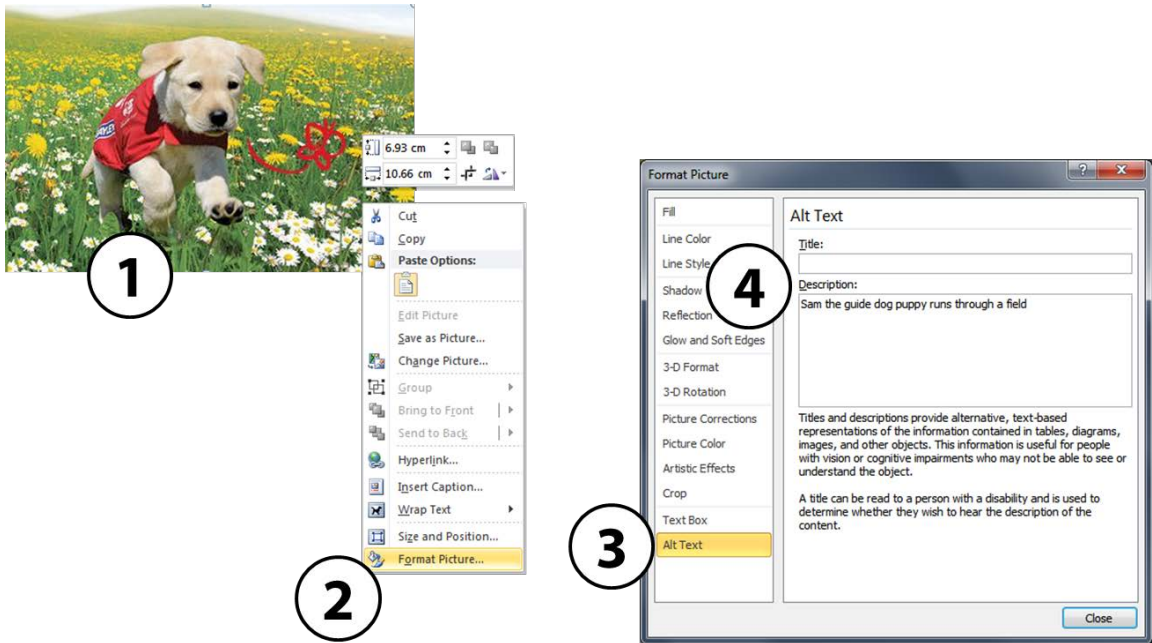 6.93 cm
10.66 cm
Cut
Copy
Paste Options:
Edit Picture
Save as Picture...
Change Picture...
Group
Bring to Front
Send to Back
Hyperlink...
Insert Caption...
Wrap Text
Size and Position...
Format Picture...
1
2
Format Picture
Fill
Line Color
Line Style
Shadow
Reflection
Glow and Soft Edges
3-D Format
3-D Rotation
Picture Corrections
Picture Color
Artistic Effects
Crop
Text Box
Alt Text
3
4
Alt Text
Title:
Description:
Sam the guide dog puppy runs through a field
Titles and descriptions provide alternative, text-based
representations of the information contained in tables, diagrams,
images, and other objects. This information is useful for people
with vision or cognitive impairments who may not be able to see or
understand the object.
A title can be read to a person with a disability and is used to
determine whether they wish to hear the description of the
content.
Close